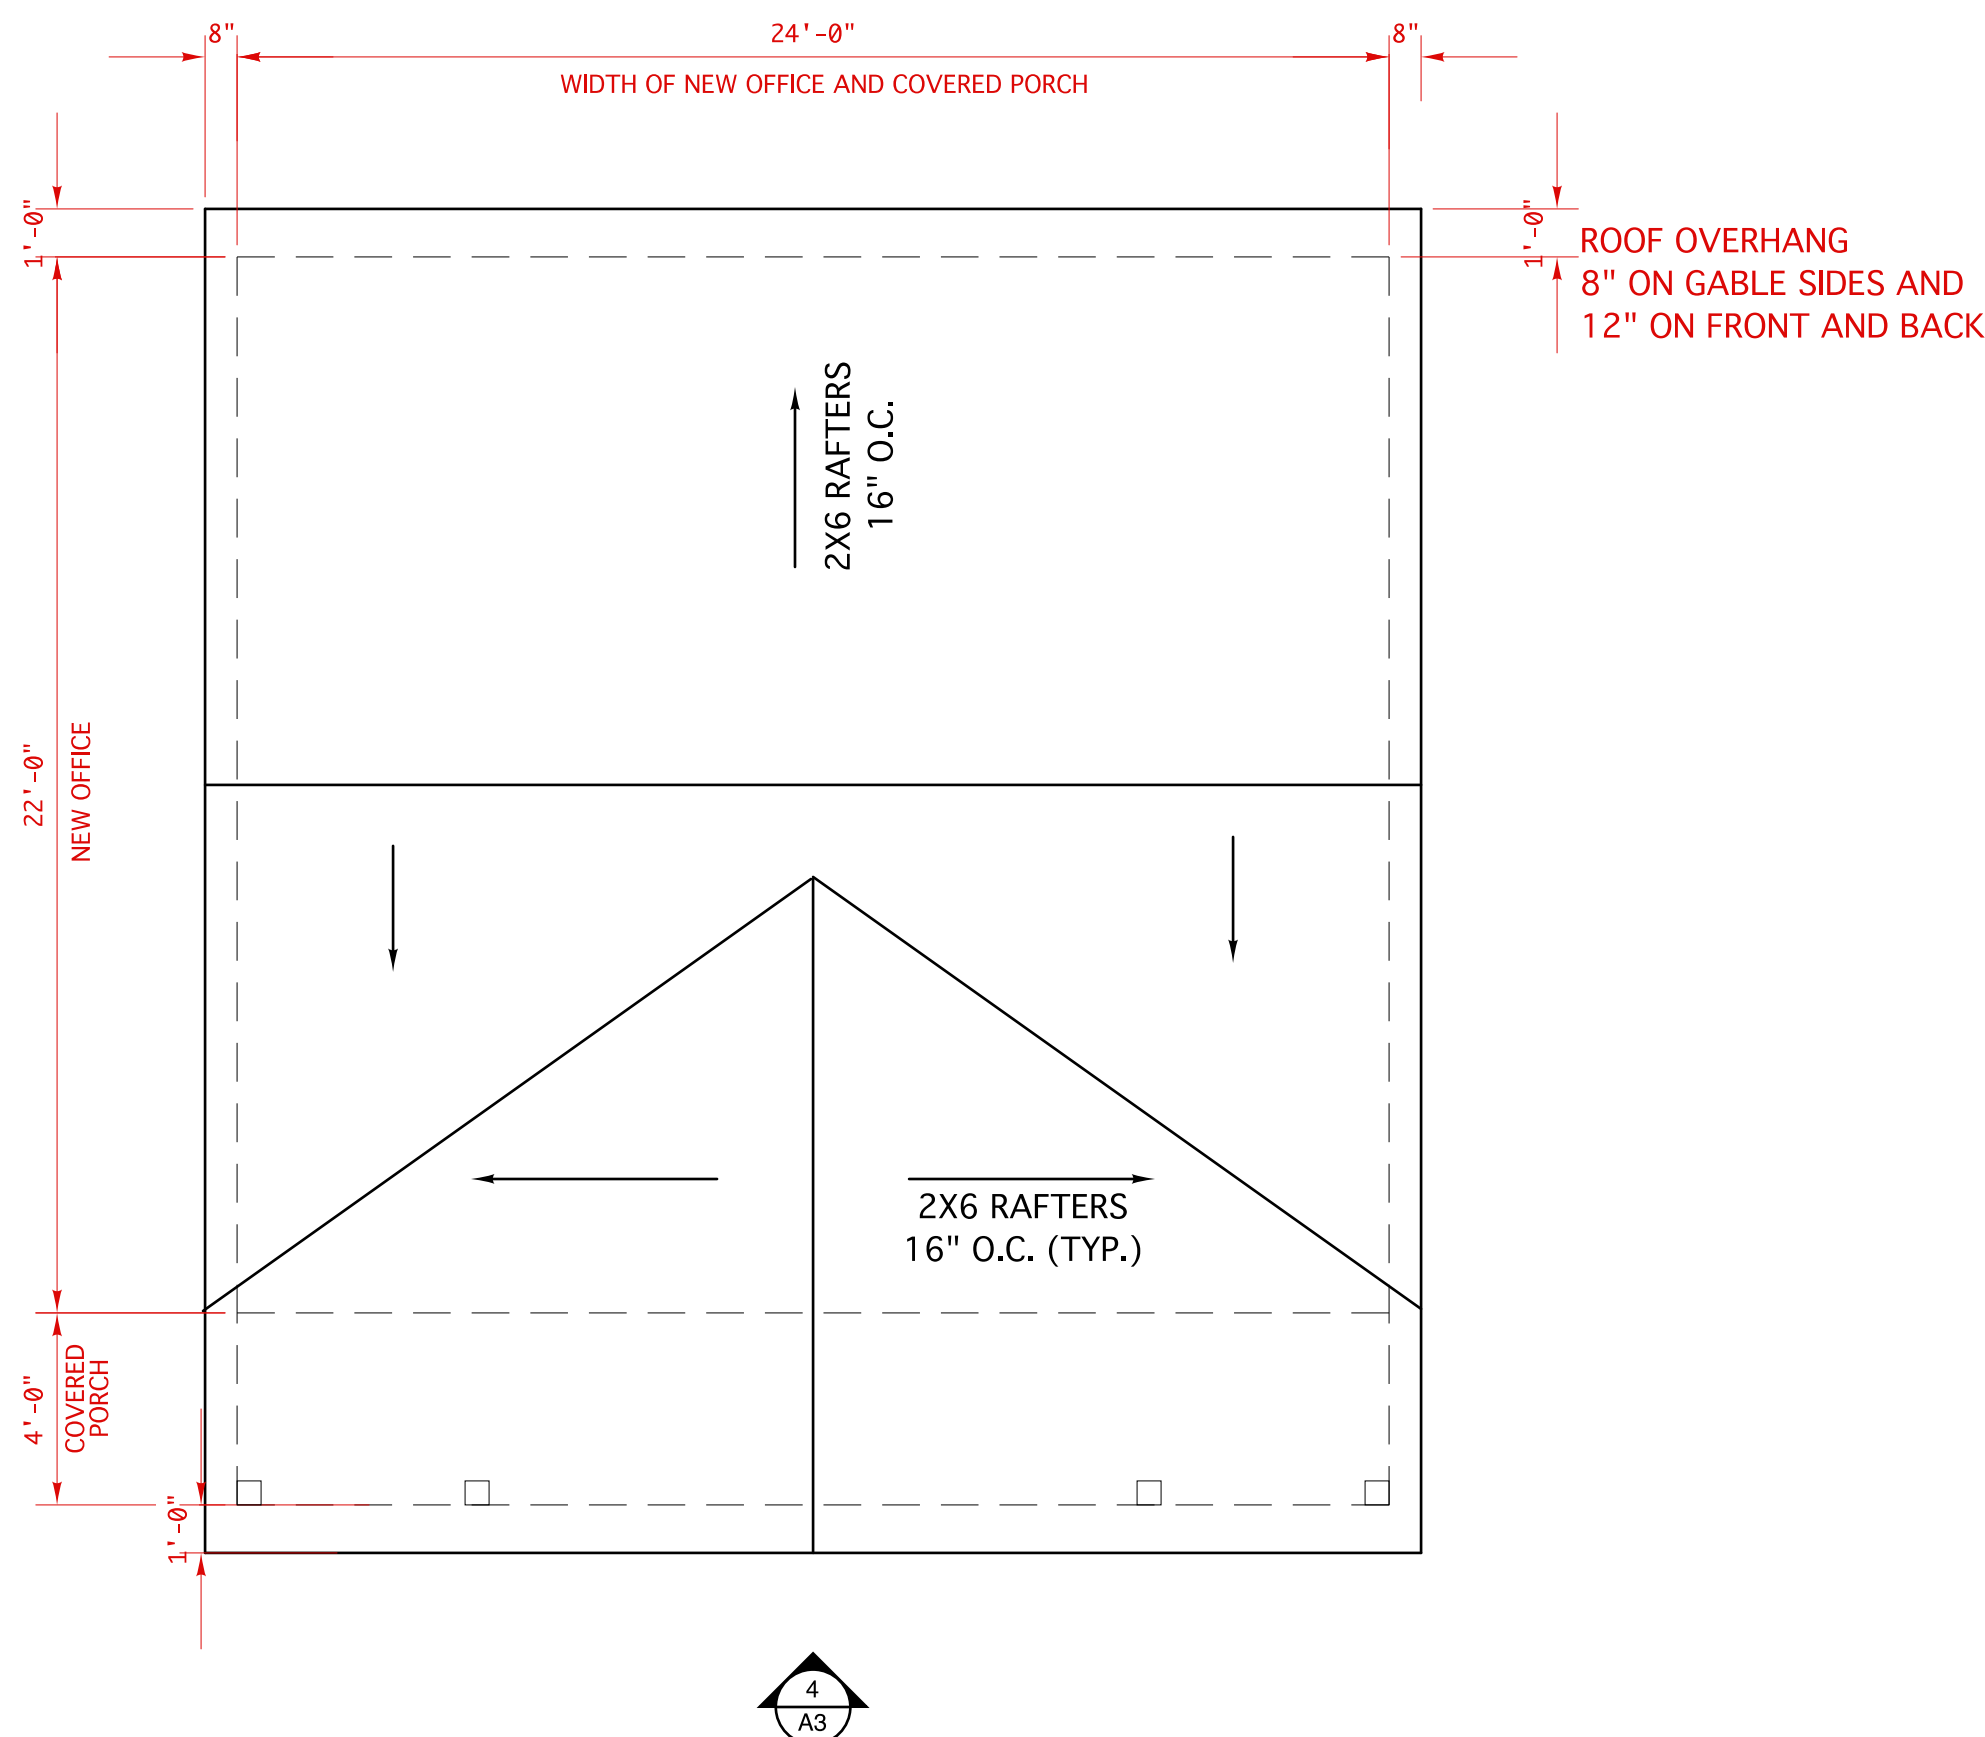 8"
24'-0"
8"
WIDTH OF NEW OFFICE AND COVERED PORCH
1'-0"
1'-0"
ROOF OVERHANG
8" ON GABLE SIDES AND
12" ON FRONT AND BACK
2X6 RAFTERS
16" O.C.
22'-0"
NEW OFFICE
2X6 RAFTERS
16" O.C. (TYP.)
4'-0"
COVERED
PORCH
1'-0"
4
A3